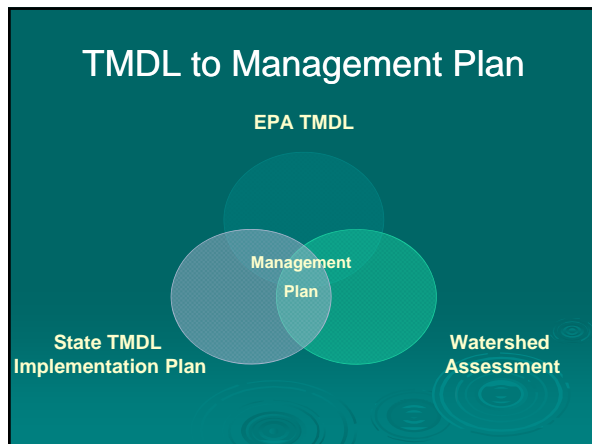 TMDL to Management Plan
EPA TMDL
Management
Plan
State TMDL
Implementation Plan
Watershed
Assessment